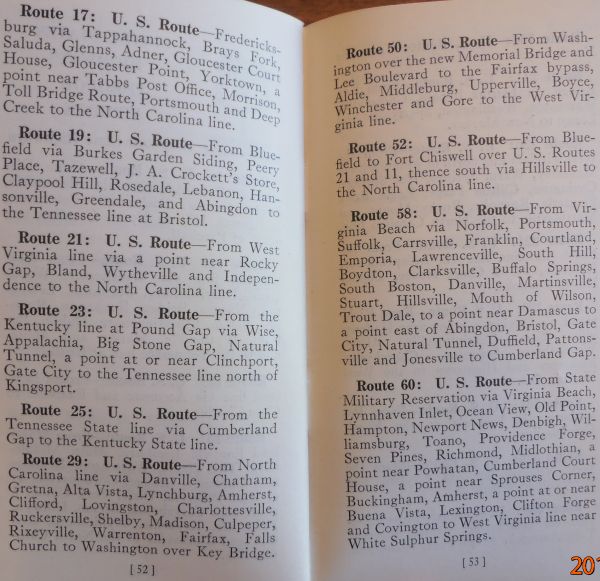 Route 17: U. S. Route—Fredericks-
burg via Tappahannock, Brays Fork,
Saluda, Glenns, Adner, Gloucester Court
House, Gloucester Point, Yorktown, a
point near Tabbs Post Office, Morrison,
Toll Bridge Route, Portsmouth and Deep
Creek to the North Carolina line.
Route 19: U. S. Route—From Blue-
field via Burkes Garden Siding, Peery
Place, Tazewell, J. A. Crockett's Store,
Claypool Hill, Rosedale, Lebanon, Han-
sonville, Greendale, and Abingdon to
the Tennessee line at Bristol.
Route 21: U. S. Route—From West
Virginia line via a point near Rocky
Gap, Bland, Wytheville and Indepen-
dence to the North Carolina line.
Route 23: U. S. Route—From the
Kentucky line at Pound Gap via Wise,
Appalachia, Big Stone Gap, Natural
Tunnel, a point at or near Clinchport,
Gate City to the Tennessee line north of
Kingsport.
Route 25: U. S. Route—From the
Tennessee State line via Cumberland
Gap to the Kentucky State line.
Route 29: U. S. Route—From North
Carolina line via Danville, Chatham,
Gretna, Alta Vista, Lynchburg, Amherst,
Clifford, Lovingston, Charlottesville,
Ruckersville, Shelby, Madison, Culpeper,
Rixeyville, Warrenton, Fairfax, Falls
Church to Washington over Key Bridge.
[ 52 ]
Route 50: U. S. Route—From Wash-
ington over the new Memorial Bridge and
Lee Boulevard to the Fairfax bypass,
Aldie, Middleburg, Upperville, Boyce,
Winchester and Gore to the West Vir-
ginia line.
Route 52: U. S. Route—From Blue-
field to Fort Chiswell over U. S. Routes
21 and 11, thence south via Hillsville to
the North Carolina line.
Route 58: U. S. Route—From Vir-
ginia Beach via Norfolk, Portsmouth,
Suffolk, Carrsville, Franklin, Courtland,
Emporia, Lawrenceville, South Hill,
Boydton, Clarksville, Buffalo Springs,
South Boston, Danville, Martinsville,
Stuart, Hillsville, Mouth of Wilson,
Trout Dale, to a point near Damascus to
a point east of Abingdon, Bristol, Gate
City, Natural Tunnel, Duffield, Pattons-
ville and Jonesville to Cumberland Gap.
Route 60: U. S. Route—From State
Military Reservation via Virginia Beach,
Lynnhaven Inlet, Ocean View, Old Point,
Hampton, Newport News, Denbigh, Wil-
liamsburg, Toano, Providence Forge,
Seven Pines, Richmond, Midlothian, a
point near Powhatan, Cumberland Court
House, a point near Sprouses Corner,
Buckingham, Amherst, a point at or near
Buena Vista, Lexington, Clifton Forge
and Covington to West Virginia line near
White Sulphur Springs.
[ 53 ]
201